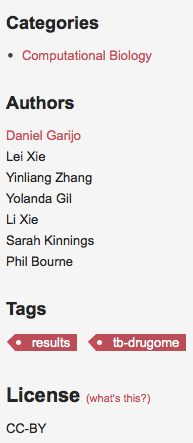 Categories
Computational Biology
Authors
Daniel Garijo
Lei Xie
Yinliang Zhang
Yolanda Gil
Li Xie
Sarah Kinnings
Phil Bourne
Tags
results tb-drugome
License (what's this?)
CC-BY